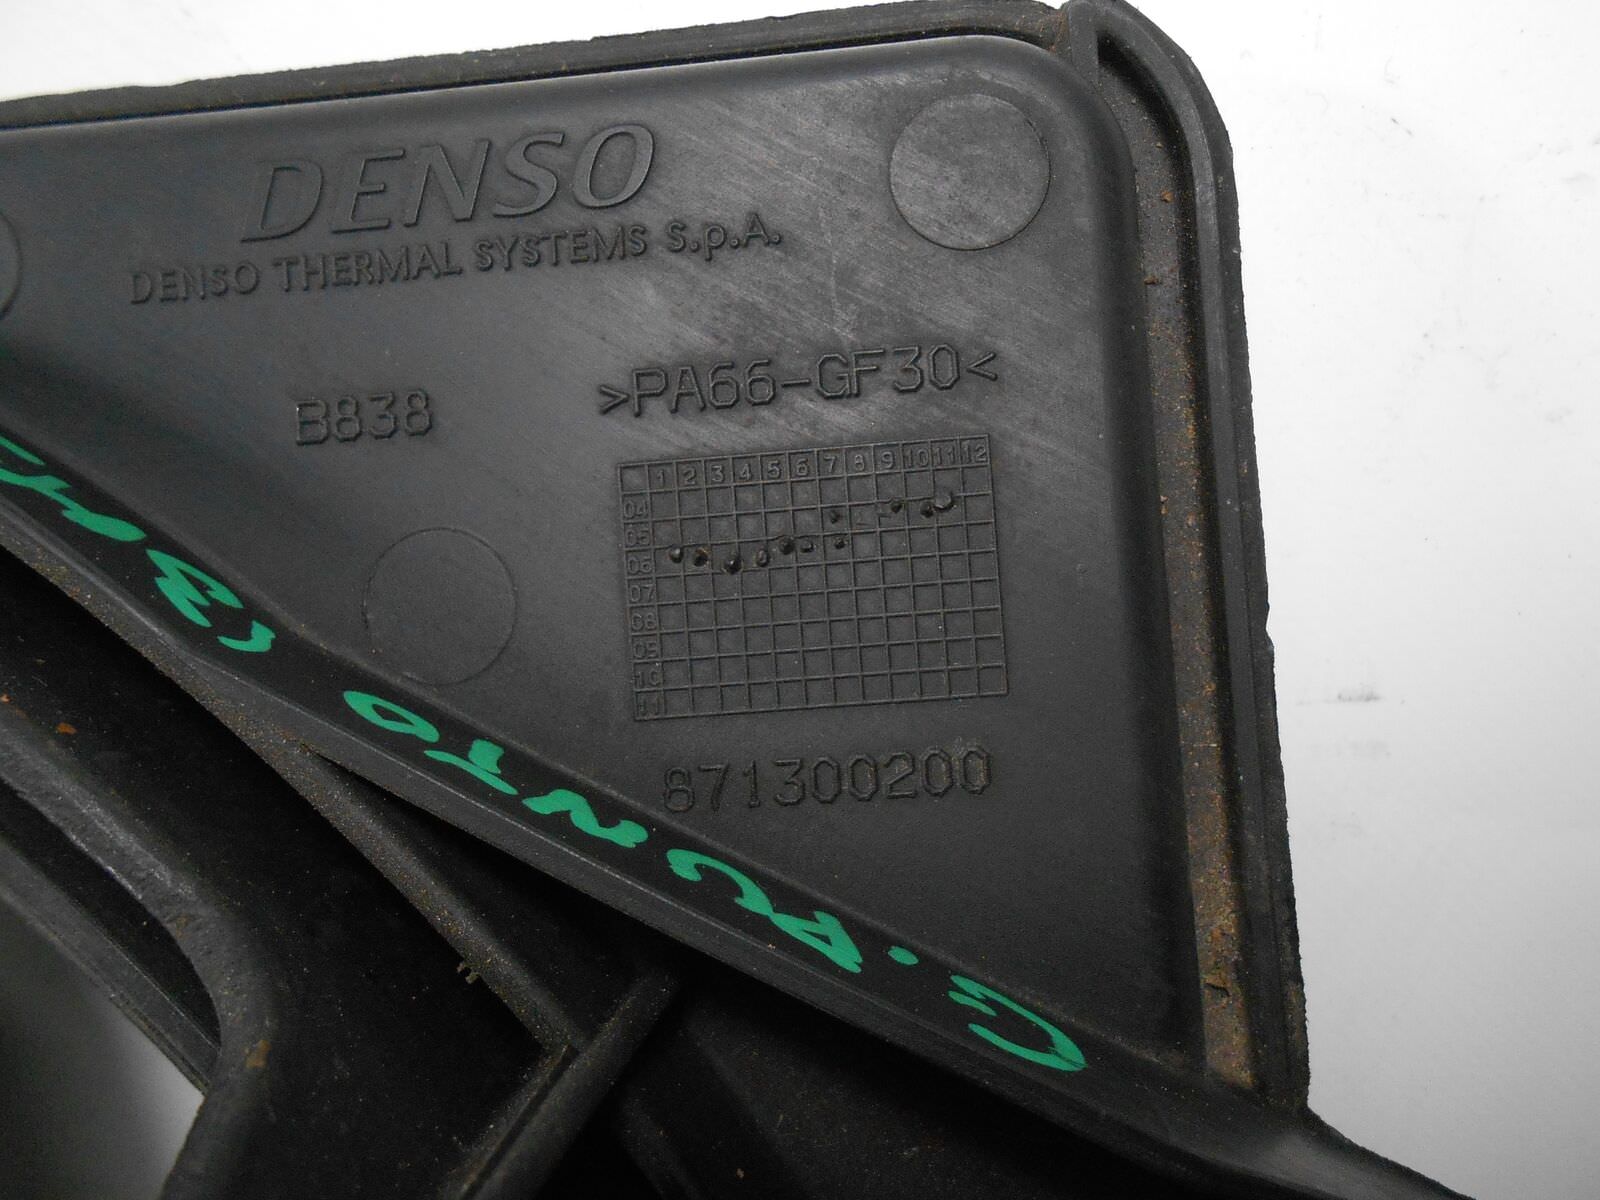 DENSO
DENSO THERMAL SYSTEMS S.p.A.
B838
>PA66-GF30<
1 2 3 4 5 6 7 8 9 10 11 12
04
05
06
07
08
09
10
11
871300200
G. PUNTO